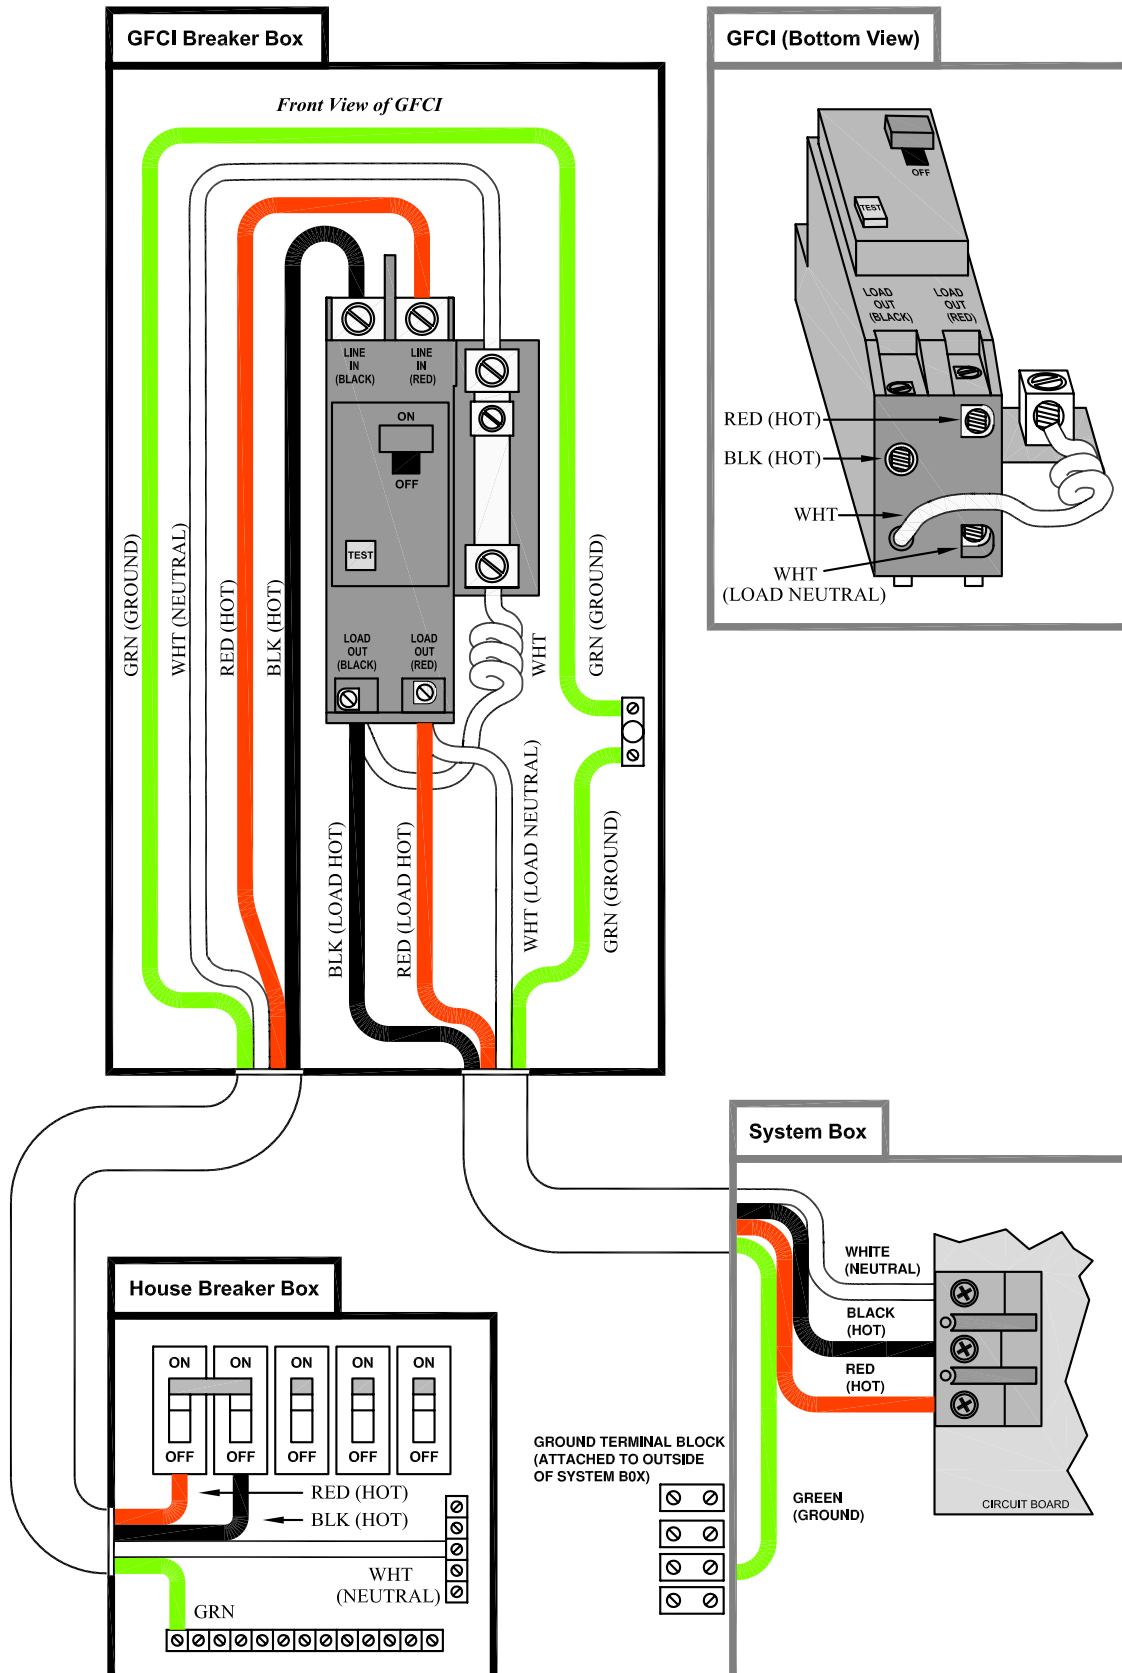 GFCI Breaker Box
Front View of GFCI
LINE
IN
(BLACK)
LINE
IN
(RED)
ON
OFF
TEST
LOAD
OUT
(BLACK)
LOAD
OUT
(RED)
GRN (GROUND)
WHT (NEUTRAL)
RED (HOT)
BLK (HOT)
WHT
GRN (GROUND)
BLK (LOAD HOT)
RED (LOAD HOT)
WHT (LOAD NEUTRAL)
GRN (GROUND)
GFCI (Bottom View)
OFF
TEST
LOAD
OUT
(BLACK)
LOAD
OUT
(RED)
RED (HOT)
BLK (HOT)
WHT
WHT
(LOAD NEUTRAL)
House Breaker Box
ON
ON
ON
ON
ON
OFF
OFF
OFF
OFF
OFF
RED (HOT)
BLK (HOT)
WHT
(NEUTRAL)
GRN
System Box
WHITE
(NEUTRAL)
BLACK
(HOT)
RED
(HOT)
GROUND TERMINAL BLOCK
(ATTACHED TO OUTSIDE
OF SYSTEM B0X)
GREEN
(GROUND)
CIRCUIT BOARD